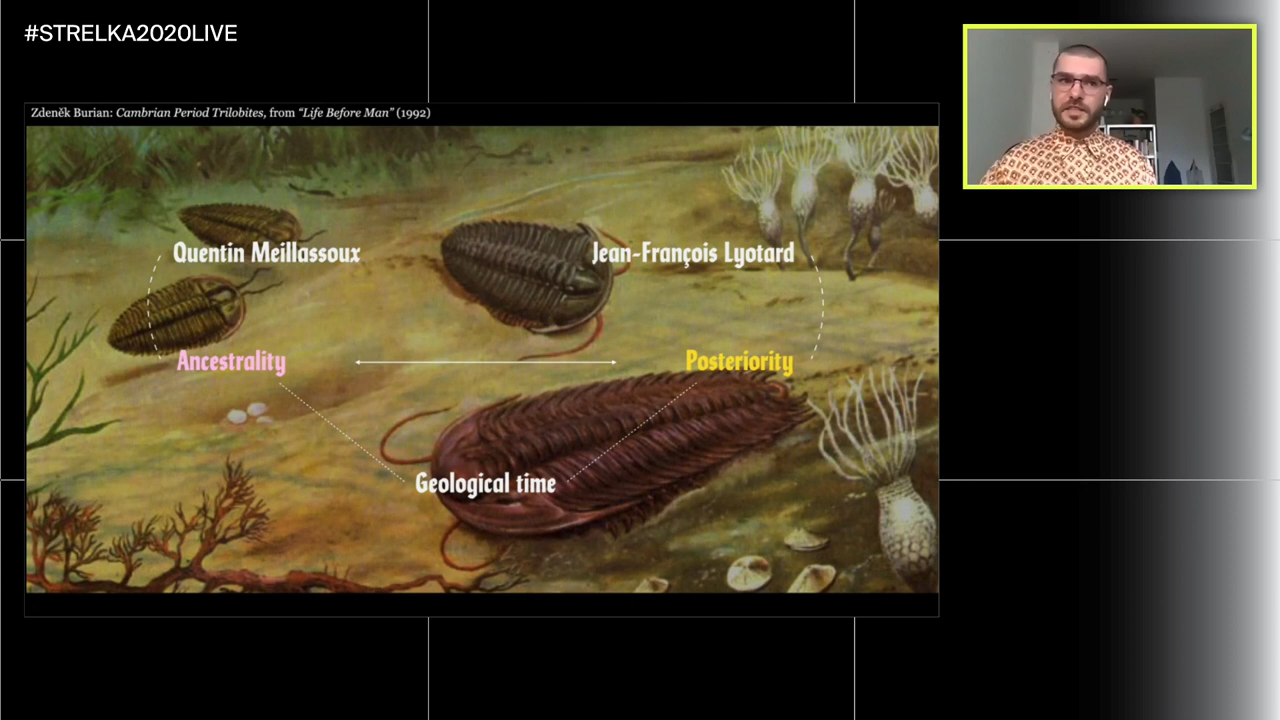 #STRELKA2020LIVE
Zdeněk Burian: Cambrian Period Trilobites, from “Life Before Man” (1992)
Quentin Meillassoux
Jean-François Lyotard
Ancestrality
Posteriority
Geological time